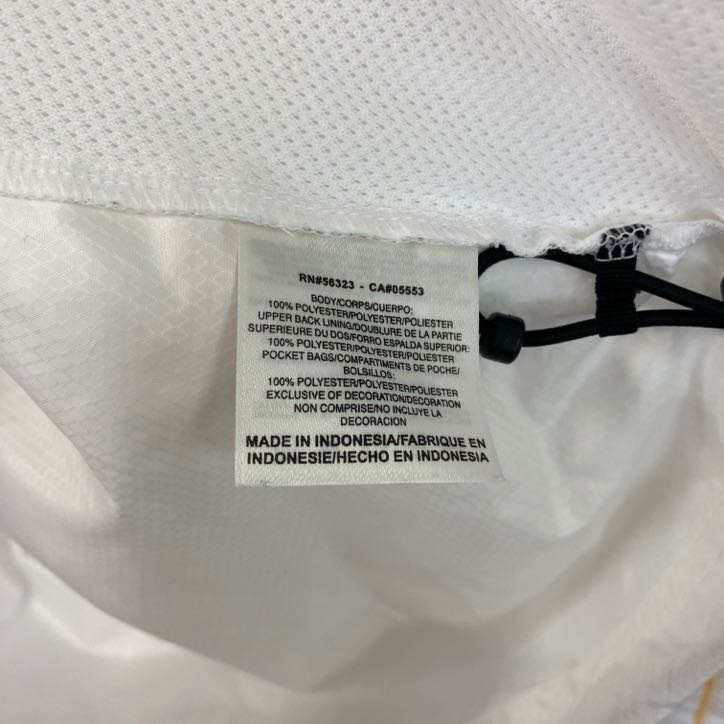 RN#56323 - CA#05553
BODY/CORPS/CUERPO:
100% POLYESTER/POLYESTER/POLIESTER
UPPER BACK LINING/DOUBLURE DE LA PARTIE
SUPERIEURE DU DOS/FORRO ESPALDA SUPERIOR:
100% POLYESTER/POLYESTER/POLIESTER
POCKET BAGS/COMPARTIMENTS DE POCHE/
BOLSILLOS:
100% POLYESTER/POLYESTER/POLIESTER
EXCLUSIVE OF DECORATION/DECORATION
NON COMPRISE/NO INCLUYE LA
DECORACION
MADE IN INDONESIA/FABRIQUE EN
INDONESIE/HECHO EN INDONESIA